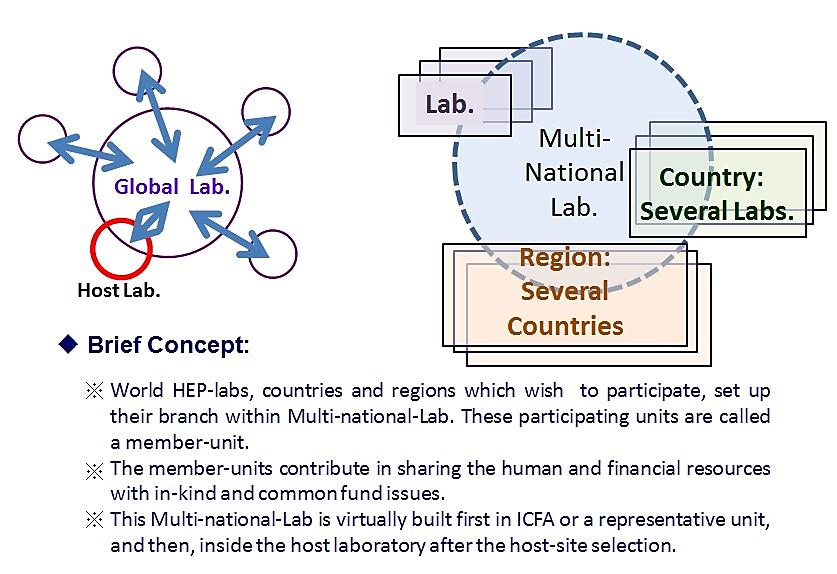 Global Lab.
Host Lab.
Lab.
Multi-
National
Lab.
Country:
Several Labs.
Region:
Several
Countries
◆ Brief Concept:
※ World HEP-labs, countries and regions which wish to participate, set up
their branch within Multi-national-Lab. These participating units are called
a member-unit.
※ The member-units contribute in sharing the human and financial resources
with in-kind and common fund issues.
※ This Multi-national-Lab is virtually built first in ICFA or a representative unit,
and then, inside the host laboratory after the host-site selection.